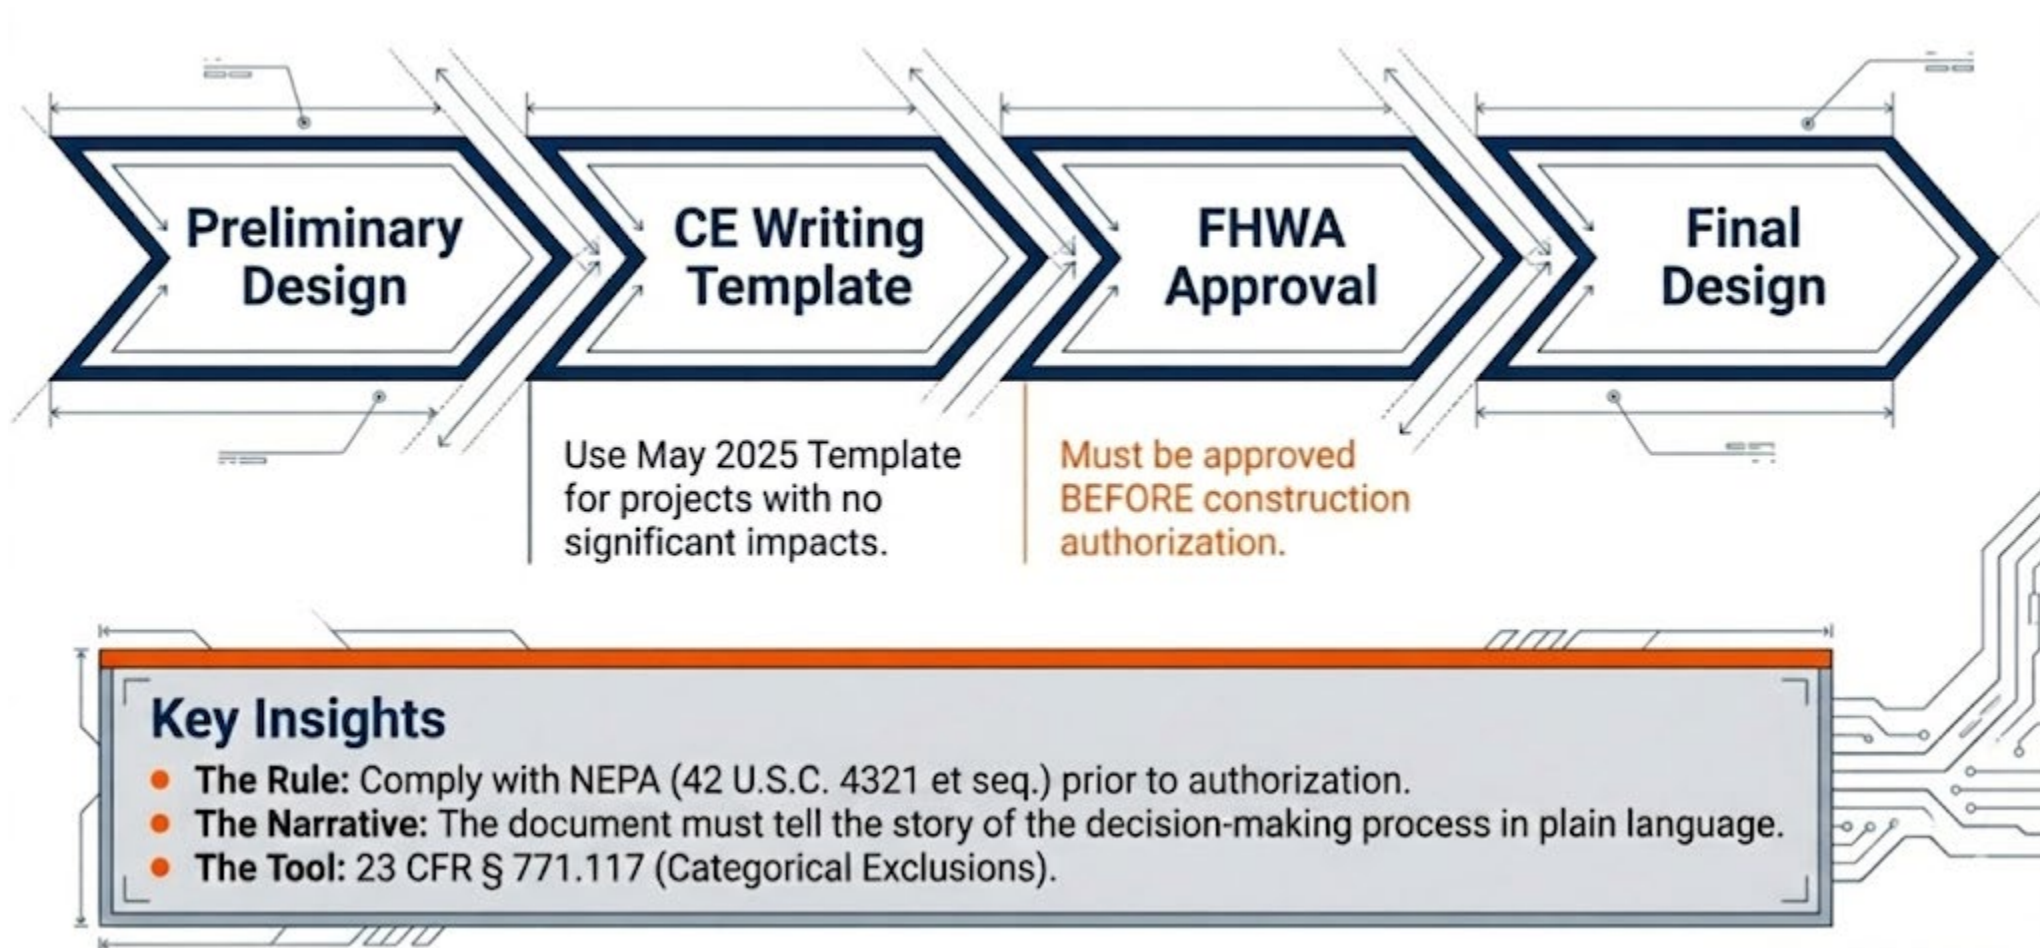 Preliminary
Design
CE Writing
Template
FHWA
Approval
Final
Design
Use May 2025 Template
for projects with no
significant impacts.
Must be approved
BEFORE construction
authorization.
Key Insights
The Rule: Comply with NEPA (42 U.S.C. 4321 et seq.) prior to authorization.
The Narrative: The document must tell the story of the decision-making process in plain language.
The Tool: 23 CFR § 771.117 (Categorical Exclusions).